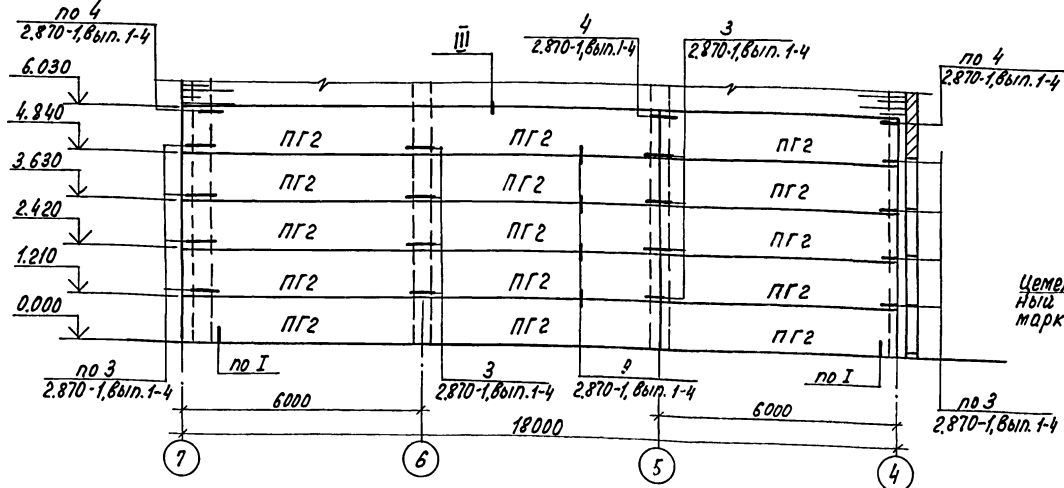 по 4
2.870-1, вып. 1-4
4
2.870-1, вып. 1-4
3
2.870-1, вып. 1-4
по 4
2.870-1, вып. 1-4
III
6.030
4.840
ПГ2 ПГ2 ПГ2
3.630
ПГ2 ПГ2 ПГ2
2.420
ПГ2 ПГ2 ПГ2
1.210
ПГ2 ПГ2 ПГ2
0.000
ПГ2 ПГ2 ПГ2
Цемен
ный
марк
по 3
2.870-1, вып. 1-4
по I
3
2.870-1, вып. 1-4
9
2.870-1, вып. 1-4
по I
по 3
2.870-1, вып. 1-4
6000
6000
18000
7 6 5 4